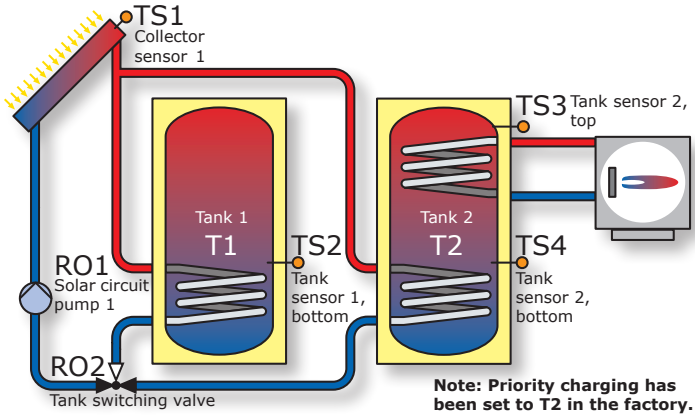 TS1
Collector
sensor 1
TS3
Tank sensor 2,
top
Tank 1
T1
Tank 2
T2
TS2
Tank
sensor 1,
bottom
TS4
Tank
sensor 2,
bottom
RO1
Solar circuit
pump 1
RO2
Tank switching valve
Note: Priority charging has
been set to T2 in the factory.